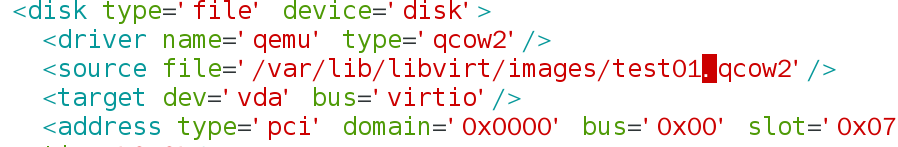 <disk type='file' device='disk'>
<driver name='qemu' type='qcow2'/>
<source file='/var/lib/libvirt/images/test01.qcow2'/>
<target dev='vda' bus='virtio'/>
<address type='pci' domain='0x0000' bus='0x00' slot='0x07